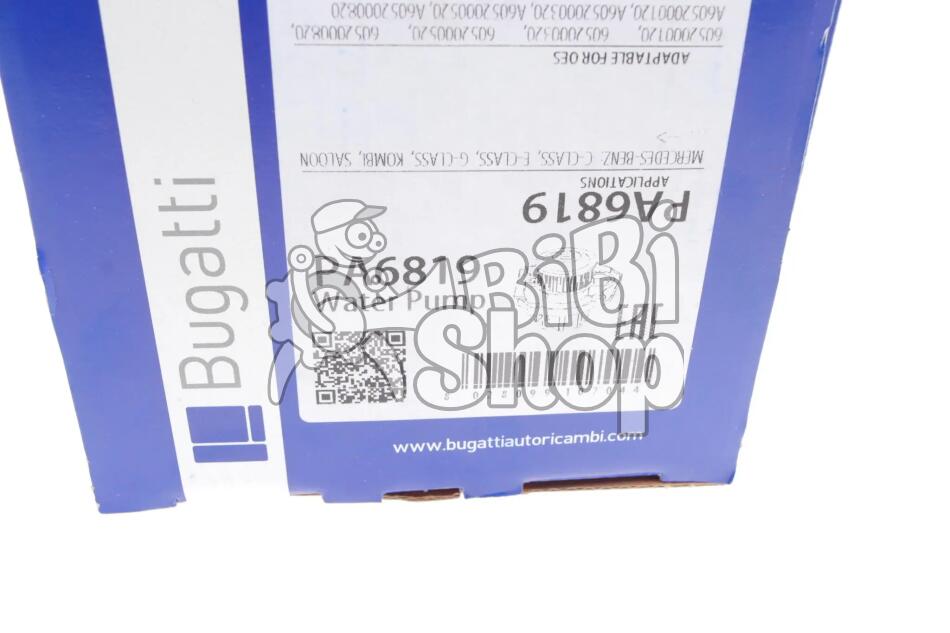 Bugatti
PA6819
Water Pump
www.bugattiautoricambi.com
PA6819
APPLICATIONS
MERCEDES-BENZ: C-CLASS, E-CLASS, G-CLASS, KOMBI, SALOON
ADAPTABLE FOR OES
6052000120, 6052000320, 6052000520, 6052000820,
A6052000120, A6052000320, A6052000520, A6052000820
EAC
BiBi
Shop